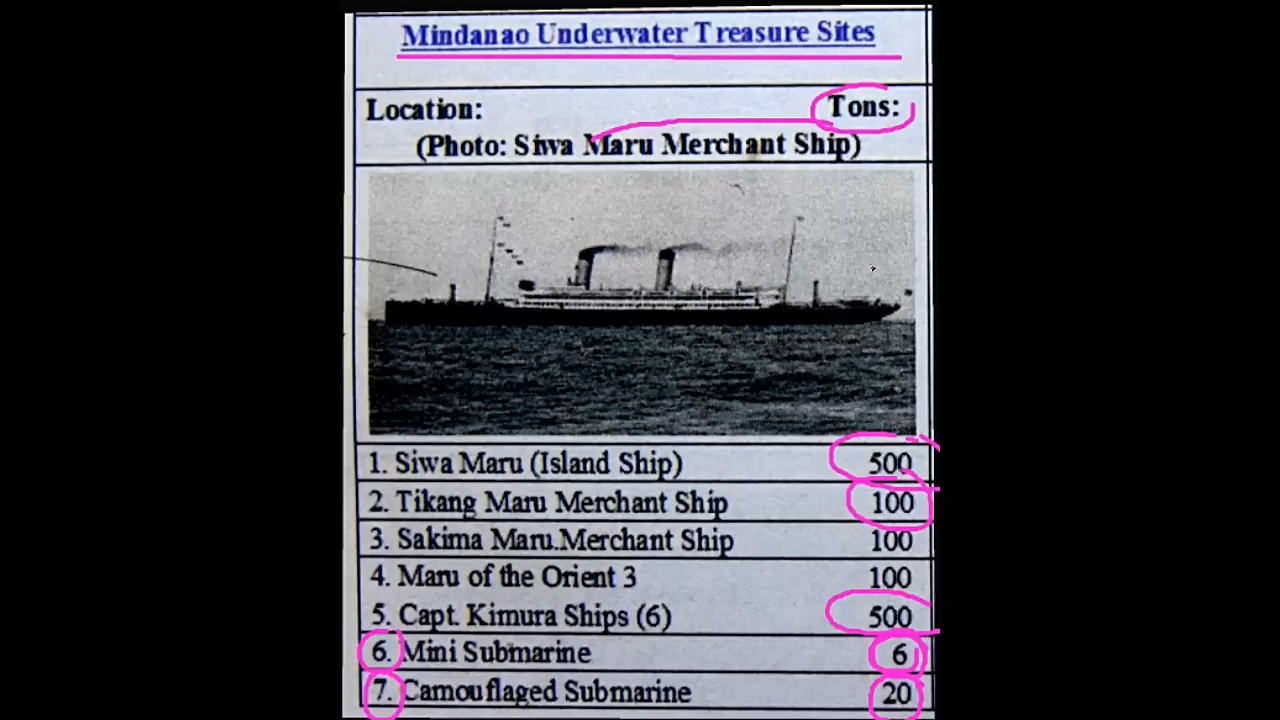 Mindanao Underwater Treasure Sites
Location: Tons:
(Photo: Siwa Maru Merchant Ship)
1. Siwa Maru (Island Ship) 500
2. Tikang Maru Merchant Ship 100
3. Sakima Maru.Merchant Ship 100
4. Maru of the Orient 3 100
5. Capt. Kimura Ships (6) 500
6. Mini Submarine 6
7. Camouflaged Submarine 20